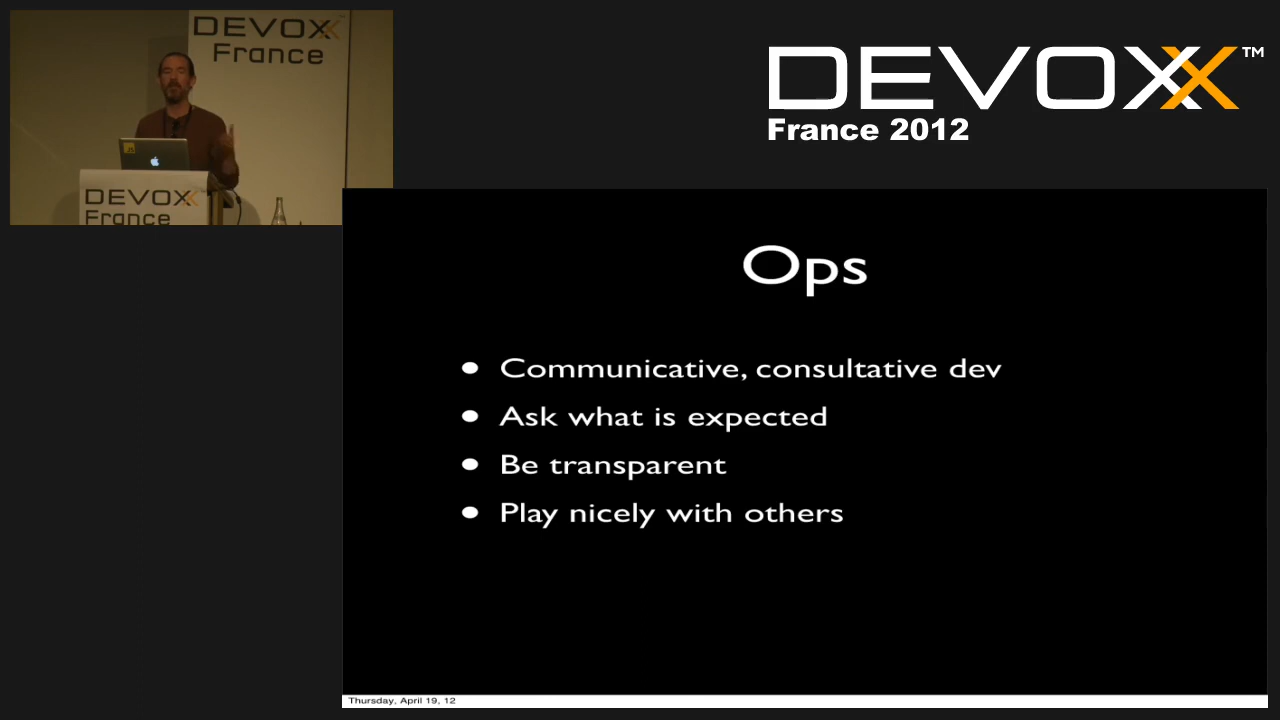 DEVOXX™
France
DEVOXX
France
DEVOXX™
France 2012
Ops
• Communicative, consultative dev
• Ask what is expected
• Be transparent
• Play nicely with others
Thursday, April 19, 12